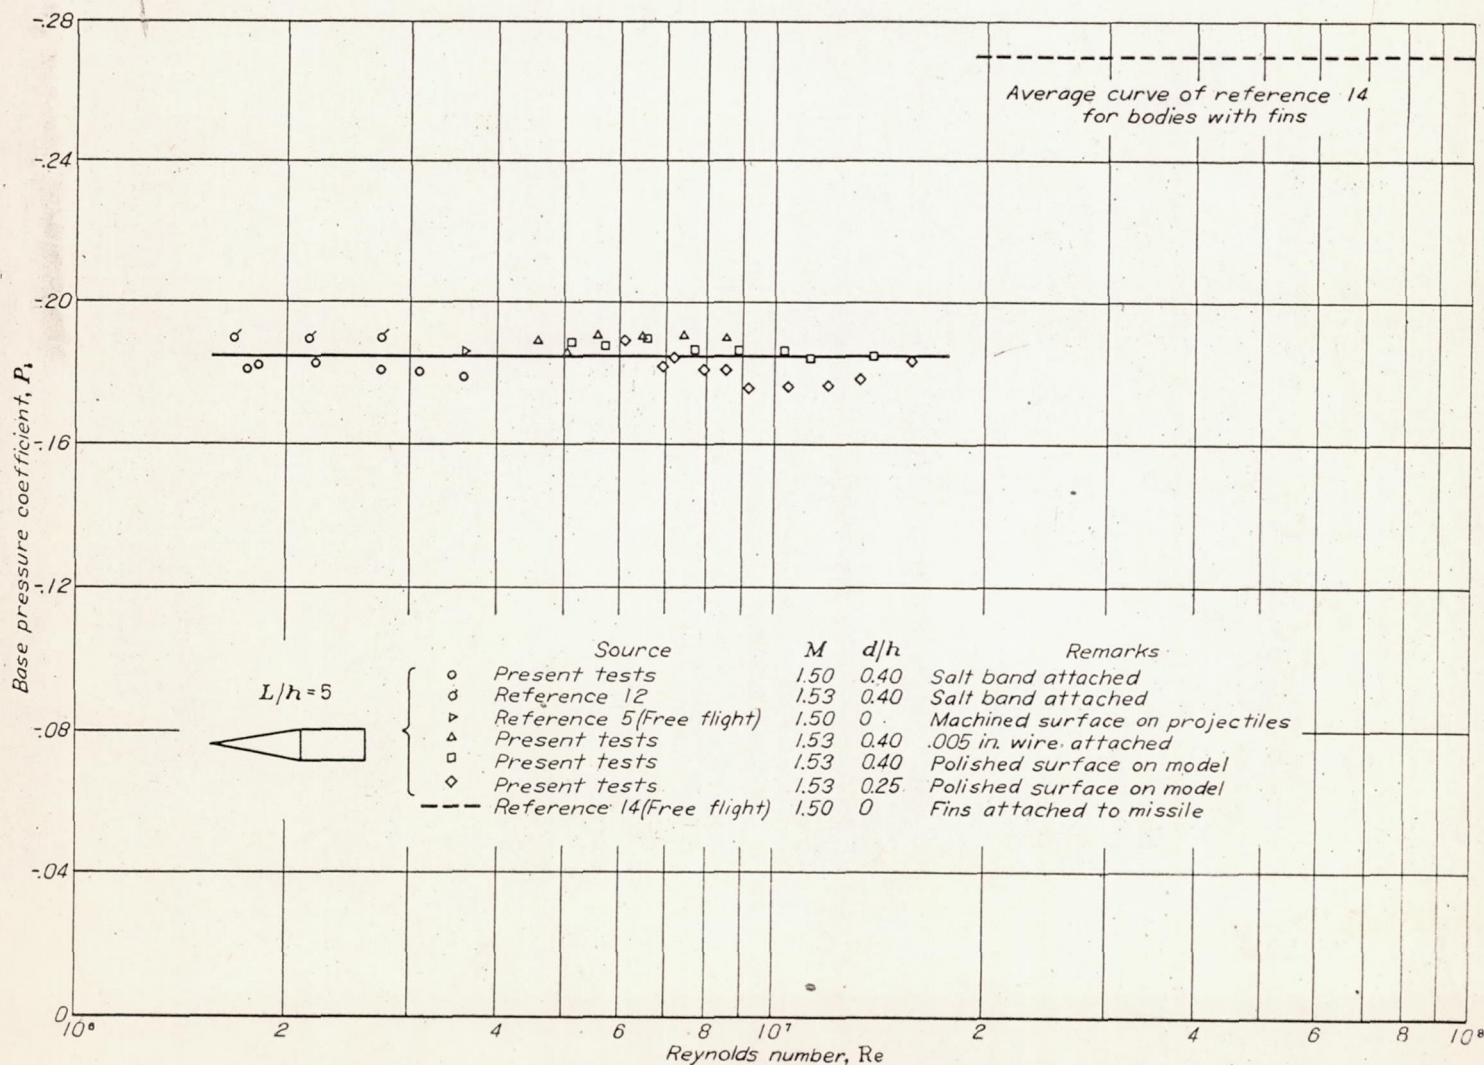 -.28
Average curve of reference 14
for bodies with fins
-.24
-.20
-.16
-.12
-.08
-.04
0
Base pressure coefficient, P
L/h=5
Source M d/h Remarks
Present tests 1.50 0.40 Salt band attached
Reference 12 1.53 0.40 Salt band attached
Reference 5(Free flight) 1.50 0 Machined surface on projectiles
Present tests 1.53 0.40 .005 in. wire attached
Present tests 1.53 0.40 Polished surface on model
Present tests 1.53 0.25 Polished surface on model
Reference 14(Free flight) 1.50 0 Fins attached to missile
10⁶ 2 4 6 8 10⁷ 2 4 6 8 10⁸
Reynolds number, Re